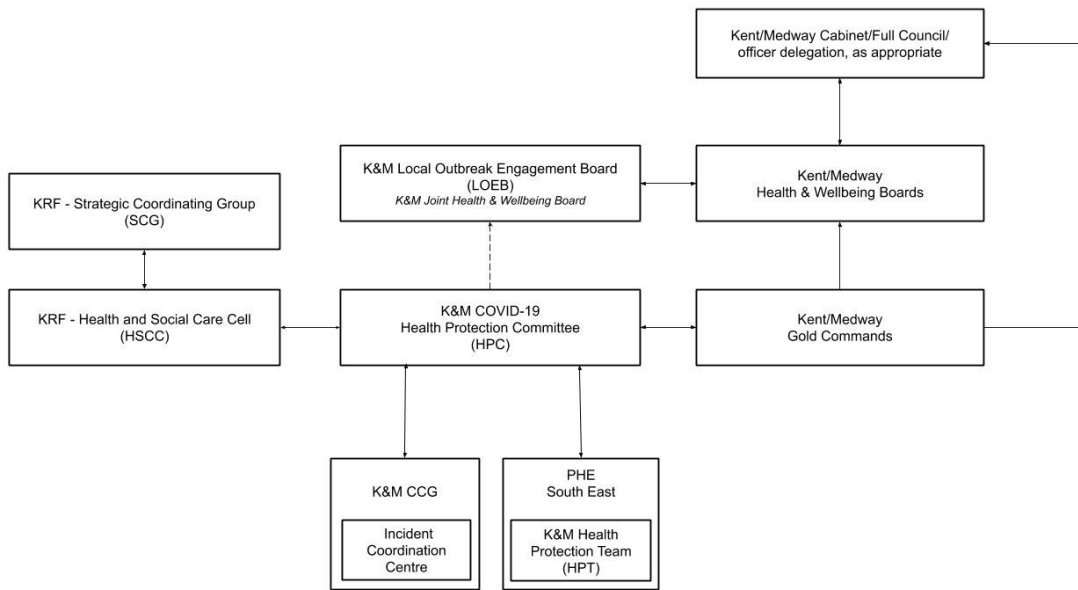 Kent/Medway Cabinet/Full Council/
officer delegation, as appropriate
K&M Local Outbreak Engagement Board
(LOEB)
K&M Joint Health & Wellbeing Board
Kent/Medway
Health & Wellbeing Boards
KRF - Strategic Coordinating Group
(SCG)
KRF - Health and Social Care Cell
(HSCC)
K&M COVID-19
Health Protection Committee
(HPC)
Kent/Medway
Gold Commands
K&M CCG
Incident
Coordination
Centre
PHE
South East
K&M Health
Protection Team
(HPT)